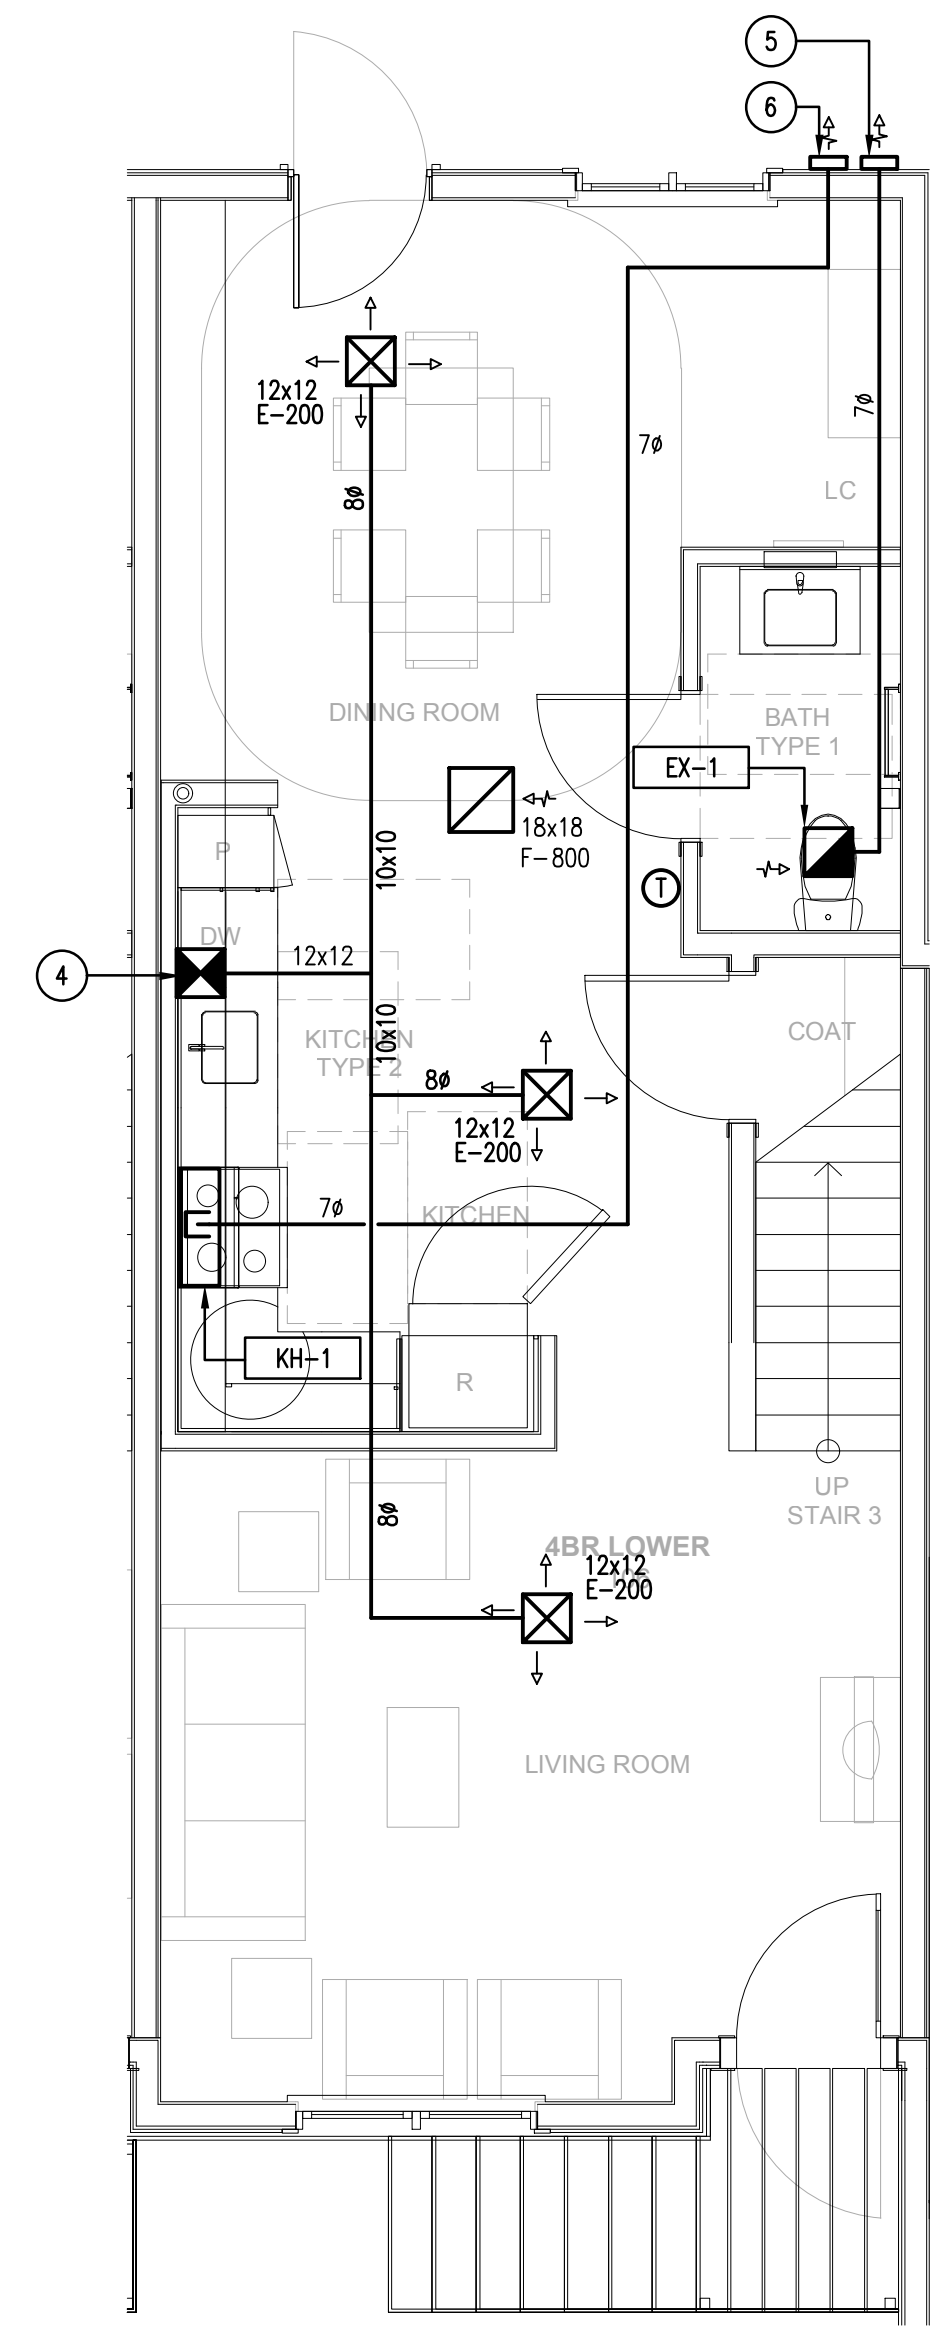 5
6
12x12
E-200
8ø
7ø
7ø
LC
DINING ROOM
BATH
TYPE 1
EX-1
18x18
F-800
10x10
P
T
DW
12x12
4
10x10
KITCHEN
TYPE 2
COAT
8ø
12x12
E-200
7ø
KITCHEN
KH-1
R
UP
STAIR 3
8ø
4BR LOWER
106
12x12
E-200
LIVING ROOM